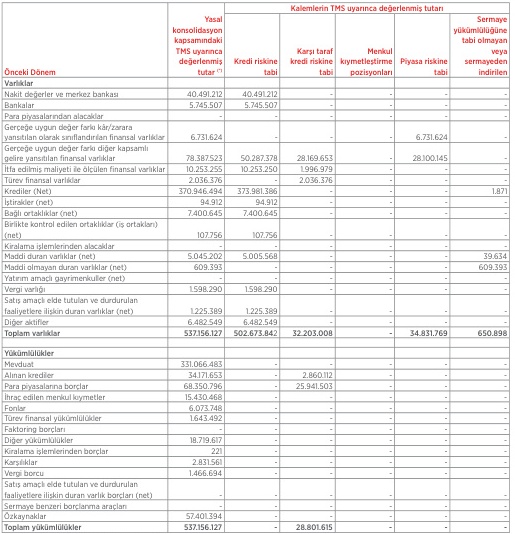 Kalemlerin TMS uyarınca değerlenmiş tutarı
Önceki Dönem | Yasal konsolidasyon kapsamındaki TMS uyarınca değerlenmiş tutar (*) | Kredi riskine tabi | Karşı taraf kredi riskine tabi | Menkul kıymetleştirme pozisyonları | Piyasa riskine tabi | Sermaye yükümlülüğüne tabi olmayan veya sermayeden indirilen
Varlıklar
Nakit değerler ve merkez bankası 40.491.212 40.491.212 - - - -
Bankalar 5.745.507 5.745.507 - - - -
Para piyasalarından alacaklar - - - - - -
Gerçeğe uygun değer farkı kâr/zarara
yansıtılan olarak sınıflandırılan finansal varlıklar 6.731.624 - - - 6.731.624 -
Gerçeğe uygun değer farkı diğer kapsamlı
gelire yansıtılan finansal varlıklar 78.387.523 50.287.378 28.169.653 - 28.100.145 -
İtfa edilmiş maliyeti ile ölçülen finansal varlıklar 10.253.255 10.253.250 1.996.979 - - -
Türev finansal varlıklar 2.036.376 - 2.036.376 - - -
Krediler (Net) 370.946.494 373.981.386 - - - 1.871
İştirakler (net) 94.912 94.912 - - - -
Bağlı ortaklıklar (net) 7.400.645 7.400.645 - - - -
Birlikte kontrol edilen ortaklıklar (iş ortakları)
(net) 107.756 107.756 - - - -
Kiralama işlemlerinden alacaklar - - - - - -
Maddi duran varlıklar (net) 5.045.202 5.005.568 - - - 39.634
Maddi olmayan duran varlıklar (net) 609.393 - - - - 609.393
Yatırım amaçlı gayrimenkuller (net) - - - - - -
Vergi varlığı 1.598.290 1.598.290 - - - -
Satış amaçlı elde tutulan ve durdurulan
faaliyetlere ilişkin duran varlıklar (net) 1.225.389 1.225.389 - - - -
Diğer aktifler 6.482.549 6.482.549 - - - -
Toplam varlıklar 537.156.127 502.673.842 32.203.008 - 34.831.769 650.898
Yükümlülükler
Mevduat 331.066.483 - - - - -
Alınan krediler 34.171.653 - 2.860.112 - - -
Para piyasalarına borçlar 68.350.796 - 25.941.503 - - -
İhraç edilen menkul kıymetler 15.430.468 - - - - -
Fonlar 6.073.748 - - - - -
Türev finansal yükümlülükler 1.643.492 - - - - -
Faktoring borçları - - - - - -
Diğer yükümlülükler 18.719.617 - - - - -
Kiralama işlemlerinden borçlar 221 - - - - -
Karşılıklar 2.831.561 - - - - -
Vergi borcu 1.466.694 - - - - -
Satış amaçlı elde tutulan ve durdurulan
faaliyetlere ilişkin duran varlık borçları (net) - - - - - -
Sermaye benzeri borçlanma araçları - - - - - -
Özkaynaklar 57.401.394 - - - - -
Toplam yükümlülükler 537.156.127 - 28.801.615 - - -